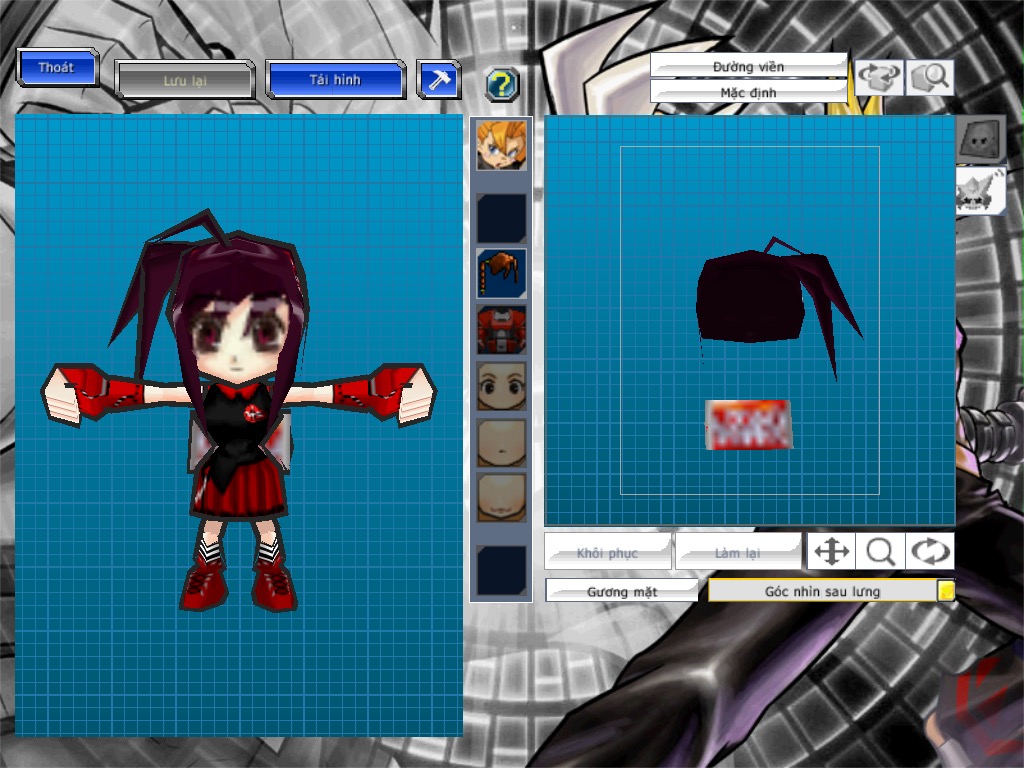 Thoát
Lưu lại
Tải hình
Đường viền
Mặc định
Khôi phục
Làm lại
Gương mặt
Góc nhìn sau lưng